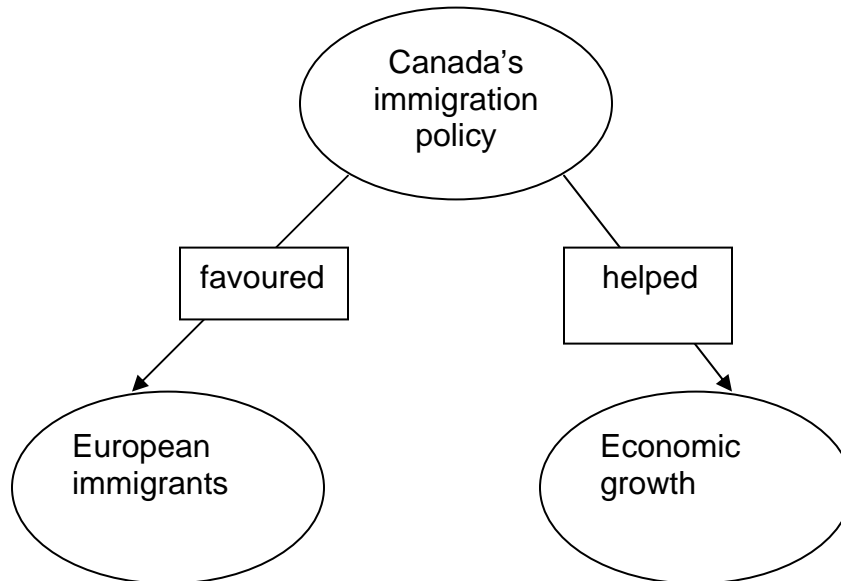 Canada’s
immigration
policy
favoured
helped
European
immigrants
Economic
growth